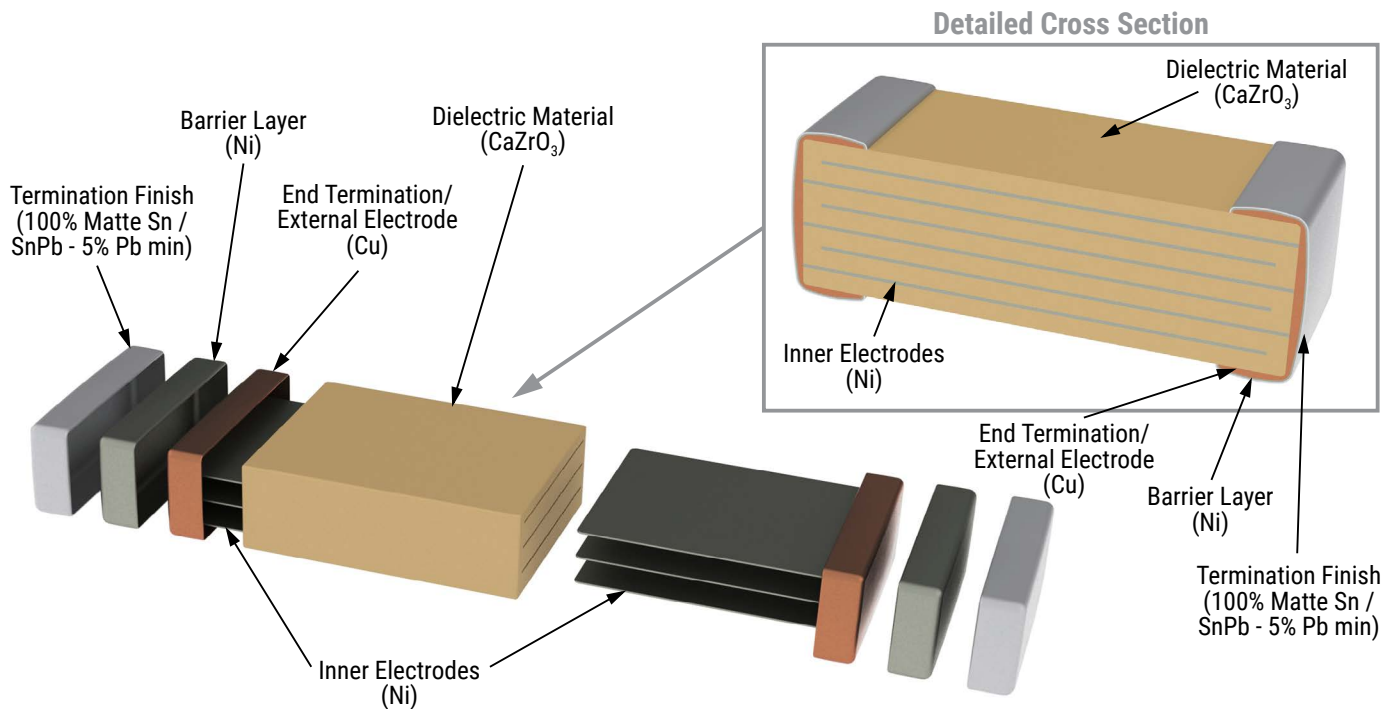 Detailed Cross Section
Dielectric Material
(CaZrO₃)
Barrier Layer
(Ni)
Dielectric Material
(CaZrO₃)
Termination Finish
(100% Matte Sn /
SnPb - 5% Pb min)
End Termination/
External Electrode
(Cu)
Inner Electrodes
(Ni)
End Termination/
External Electrode
(Cu)
Barrier Layer
(Ni)
Termination Finish
(100% Matte Sn /
SnPb - 5% Pb min)
Inner Electrodes
(Ni)